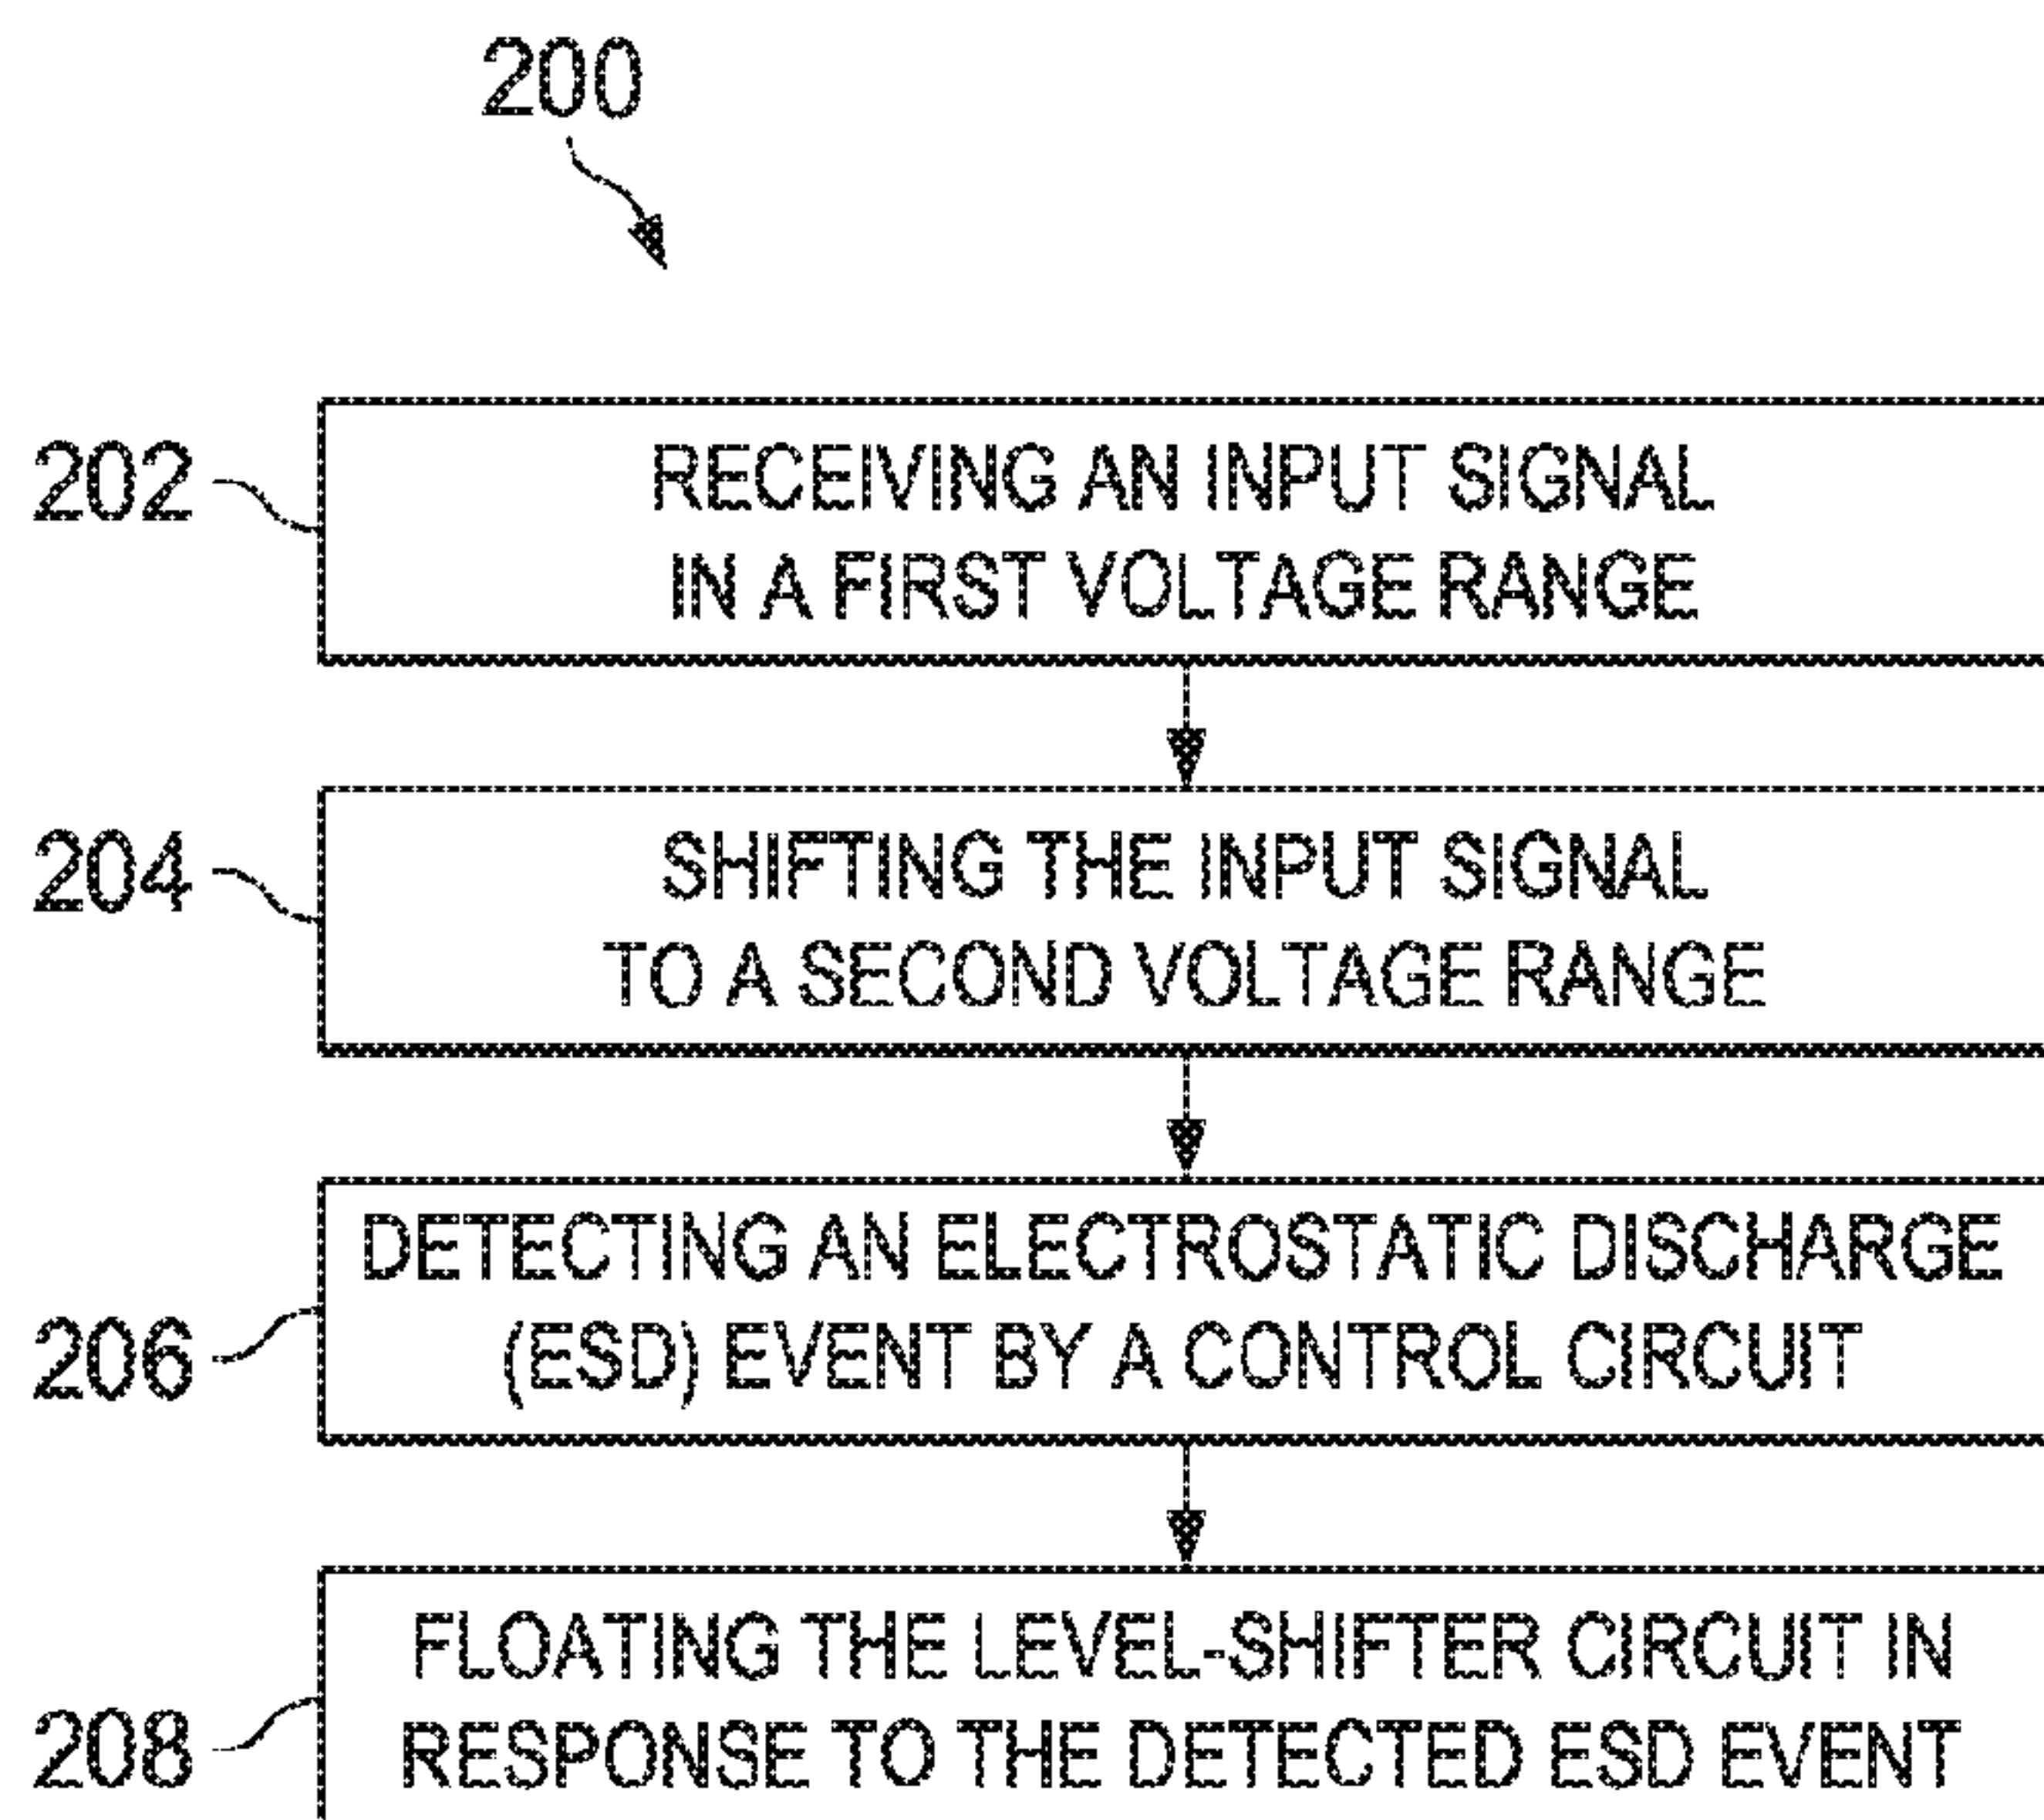 200
202
RECEIVING AN INPUT SIGNAL
IN A FIRST VOLTAGE RANGE
204
SHIFTING THE INPUT SIGNAL
TO A SECOND VOLTAGE RANGE
206
DETECTING AN ELECTROSTATIC DISCHARGE
(ESD) EVENT BY A CONTROL CIRCUIT
208
FLOATING THE LEVEL-SHIFTER CIRCUIT IN
RESPONSE TO THE DETECTED ESD EVENT